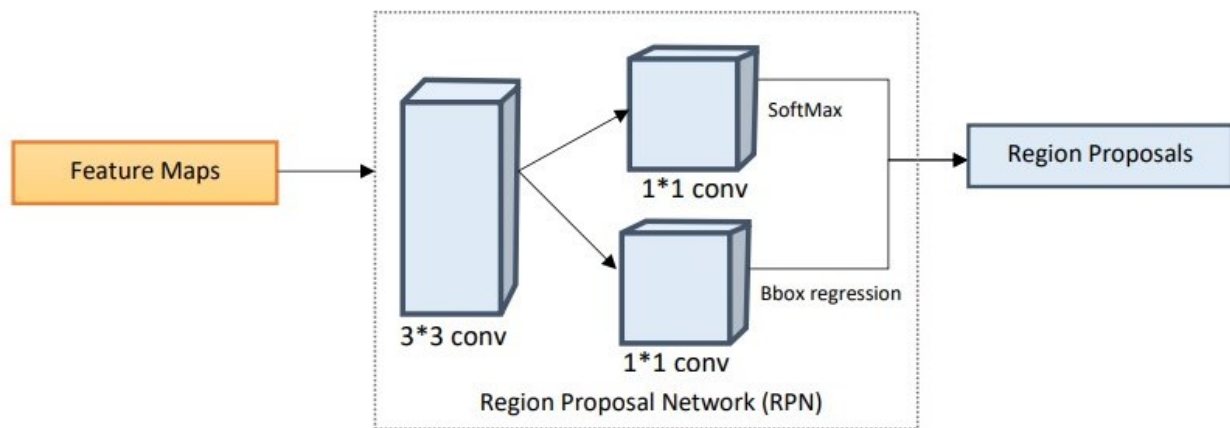 Feature Maps
3*3 conv
1*1 conv
SoftMax
1*1 conv
Bbox regression
Region Proposals
Region Proposal Network (RPN)